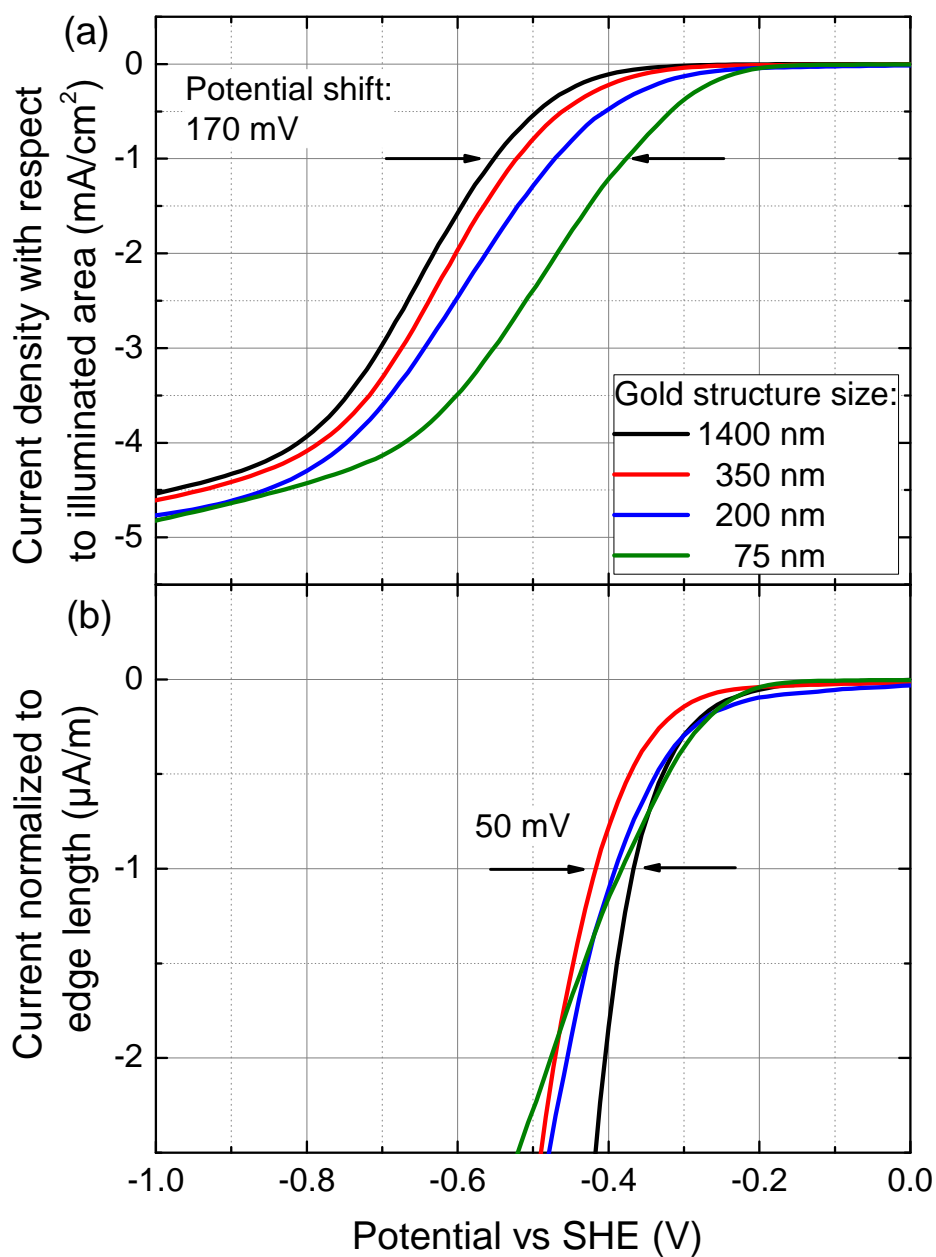 (a)
Current density with respect
to illuminated area (mA/cm²)
0
-1
-2
-3
-4
-5
Potential shift:
170 mV
Gold structure size:
1400 nm
350 nm
200 nm
75 nm
(b)
Current normalized to
edge length (µA/m)
0
-1
-2
50 mV
-1.0 -0.8 -0.6 -0.4 -0.2 0.0
Potential vs SHE (V)